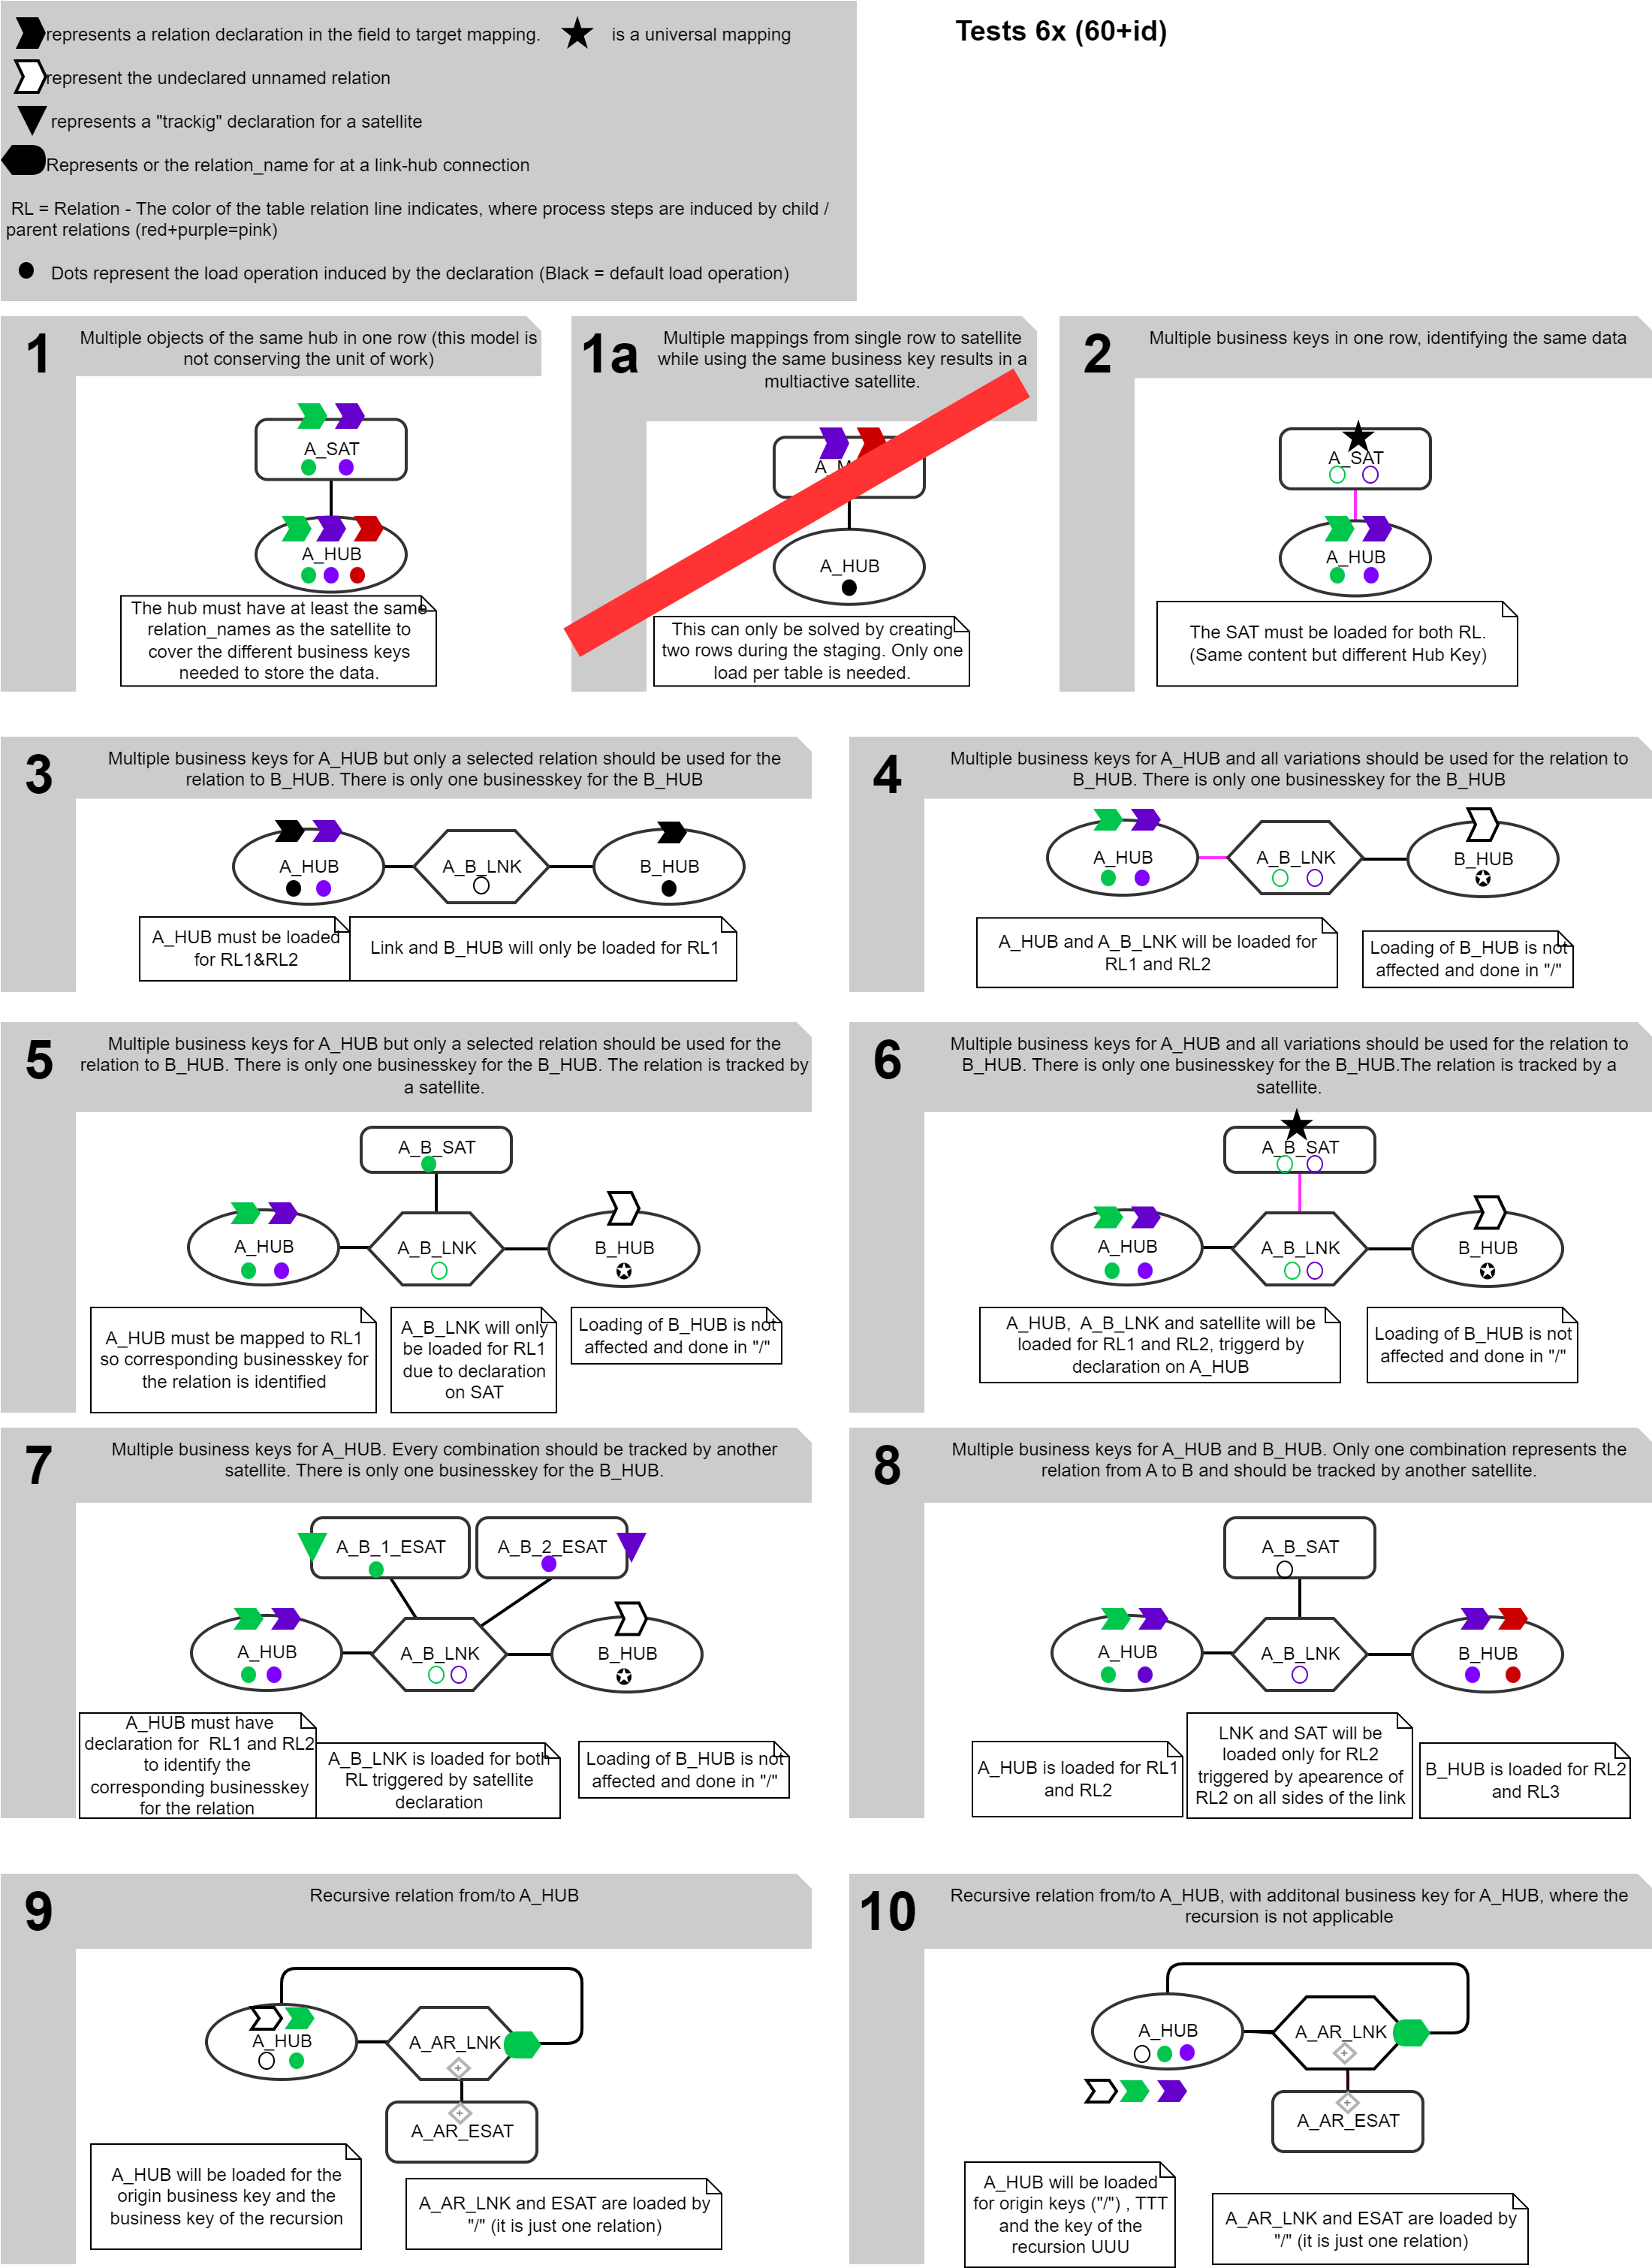 represents a relation declaration in the field to target mapping.
is a universal mapping
Tests 6x (60+id)
represent the undeclared unnamed relation
represents a "trackig" declaration for a satellite
Represents or the relation_name for at a link-hub connection
RL = Relation - The color of the table relation line indicates, where process steps are induced by child /
parent relations (red+purple=pink)
Dots represent the load operation induced by the declaration (Black = default load operation)
1
Multiple objects of the same hub in one row (this model is
not conserving the unit of work)
A_SAT
A_HUB
The hub must have at least the same
relation_names as the satellite to
cover the different business keys
needed to store the data.
1a
Multiple mappings from single row to satellite
while using the same business key results in a
multiactive satellite.
A_HUB
This can only be solved by creating
two rows during the staging. Only one
load per table is needed.
2
Multiple business keys in one row, identifying the same data
A_SAT
A_HUB
The SAT must be loaded for both RL.
(Same content but different Hub Key)
3
Multiple business keys for A_HUB but only a selected relation should be used for the
relation to B_HUB. There is only one businesskey for the B_HUB
A_HUB
A_B_LNK
B_HUB
A_HUB must be loaded
for RL1&RL2
Link and B_HUB will only be loaded for RL1
4
Multiple business keys for A_HUB and all variations should be used for the relation to
B_HUB. There is only one businesskey for the B_HUB
A_HUB
A_B_LNK
B_HUB
A_HUB and A_B_LNK will be loaded for
RL1 and RL2
Loading of B_HUB is not
affected and done in "/"
5
Multiple business keys for A_HUB but only a selected relation should be used for the
relation to B_HUB. There is only one businesskey for the B_HUB. The relation is tracked by
a satellite.
A_B_SAT
A_HUB
A_B_LNK
B_HUB
A_HUB must be mapped to RL1
so corresponding businesskey for
the relation is identified
A_B_LNK will only
be loaded for RL1
due to declaration
on SAT
Loading of B_HUB is not
affected and done in "/"
6
Multiple business keys for A_HUB and all variations should be used for the relation to
B_HUB. There is only one businesskey for the B_HUB.The relation is tracked by a
satellite.
A_B_SAT
A_HUB
A_B_LNK
B_HUB
A_HUB, A_B_LNK and satellite will be
loaded for RL1 and RL2, triggerd by
declaration on A_HUB
Loading of B_HUB is not
affected and done in "/"
7
Multiple business keys for A_HUB. Every combination should be tracked by another
satellite. There is only one businesskey for the B_HUB.
A_B_1_ESAT
A_B_2_ESAT
A_HUB
A_B_LNK
B_HUB
A_HUB must have
declaration for RL1 and RL2
to identify the
corresponding businesskey
for the relation
A_B_LNK is loaded for both
RL triggered by satellite
declaration
Loading of B_HUB is not
affected and done in "/"
8
Multiple business keys for A_HUB and B_HUB. Only one combination represents the
relation from A to B and should be tracked by another satellite.
A_B_SAT
A_HUB
A_B_LNK
B_HUB
A_HUB is loaded for RL1
and RL2
LNK and SAT will be
loaded only for RL2
triggered by apearence of
RL2 on all sides of the link
B_HUB is loaded for RL2
and RL3
9
Recursive relation from/to A_HUB
A_HUB
A_AR_LNK
A_AR_ESAT
A_HUB will be loaded for the
origin business key and the
business key of the recursion
A_AR_LNK and ESAT are loaded by
"/" (it is just one relation)
10
Recursive relation from/to A_HUB, with additonal business key for A_HUB, where the
recursion is not applicable
A_HUB
A_AR_LNK
A_AR_ESAT
A_HUB will be loaded
for origin keys ("/") , TTT
and the key of the
recursion UUU
A_AR_LNK and ESAT are loaded by
"/" (it is just one relation)